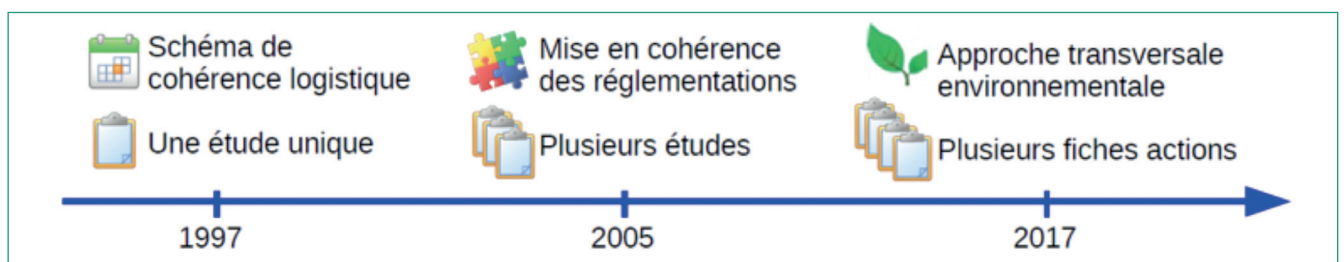 Schéma de
cohérence logistique
Une étude unique
Mise en cohérence
des réglementations
Plusieurs études
Approche transversale
environnementale
Plusieurs fiches actions
1997
2005
2017